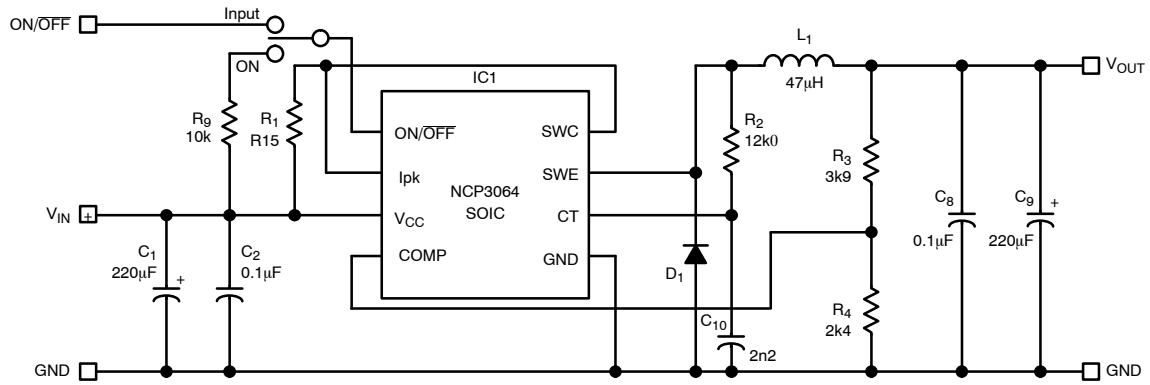 ON/OFF
Input
ON
R9
10k
R1
R15
IC1
ON/OFF
Ipk
VCC
COMP
NCP3064
SOIC
SWC
SWE
CT
GND
L1
47μH
R2
12k0
R3
3k9
R4
2k4
C8
0.1μF
C9
+
220μF
VOUT
VIN
+
C1
220μF
+
C2
0.1μF
D1
C10
2n2
GND
GND